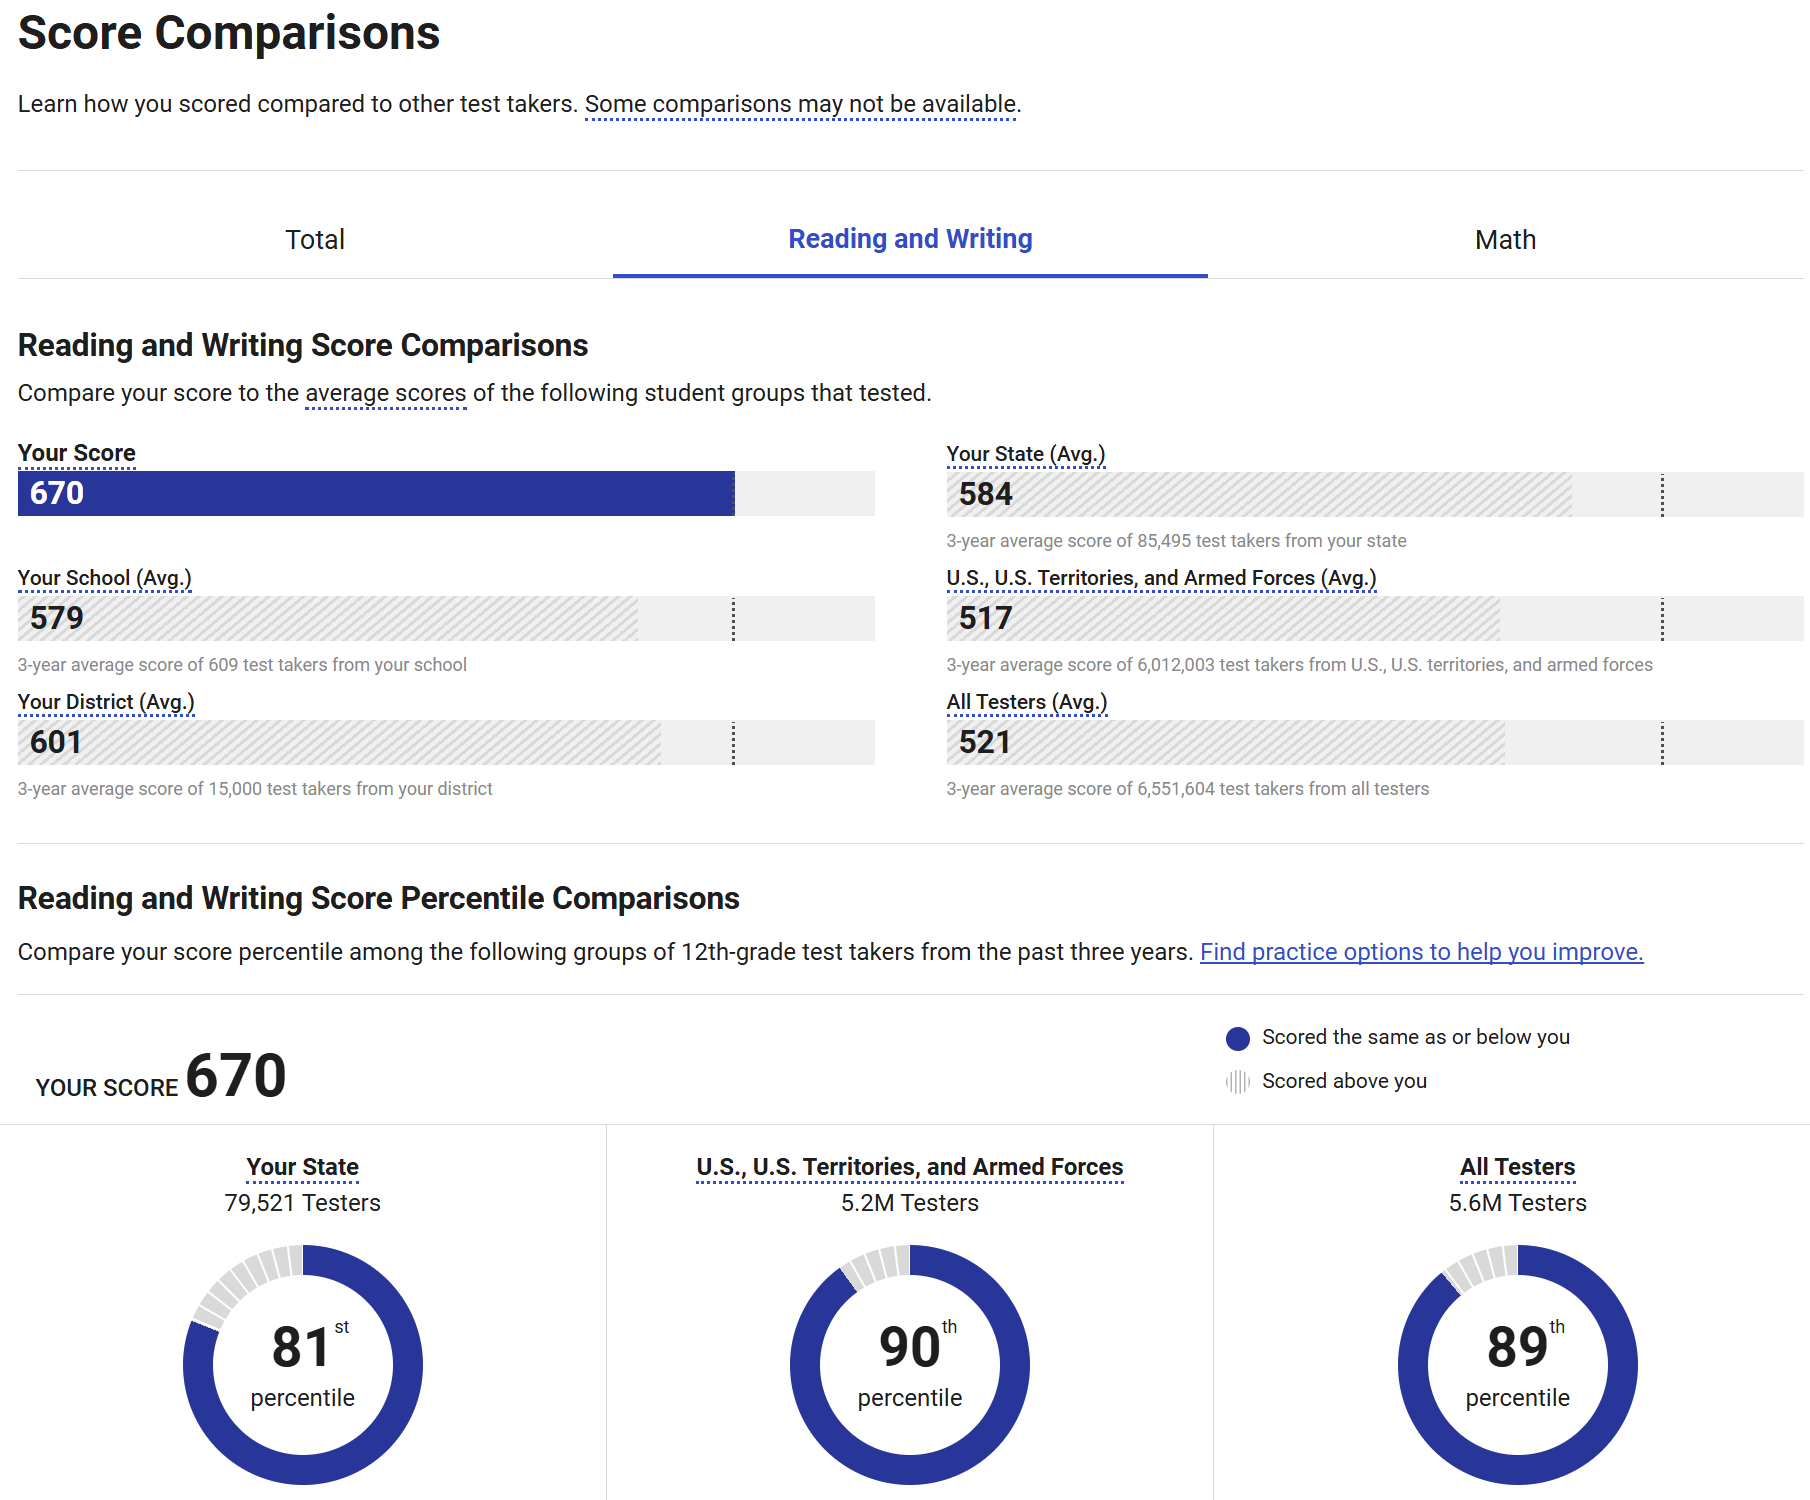 Score Comparisons
Learn how you scored compared to other test takers. Some comparisons may not be available.
Total
Reading and Writing
Math
Reading and Writing Score Comparisons
Compare your score to the average scores of the following student groups that tested.
Your Score
670
Your State (Avg.)
584
3-year average score of 85,495 test takers from your state
Your School (Avg.)
579
3-year average score of 609 test takers from your school
U.S., U.S. Territories, and Armed Forces (Avg.)
517
3-year average score of 6,012,003 test takers from U.S., U.S. territories, and armed forces
Your District (Avg.)
601
3-year average score of 15,000 test takers from your district
All Testers (Avg.)
521
3-year average score of 6,551,604 test takers from all testers
Reading and Writing Score Percentile Comparisons
Compare your score percentile among the following groups of 12th-grade test takers from the past three years. Find practice options to help you improve.
YOUR SCORE 670
Scored the same as or below you
Scored above you
Your State
79,521 Testers
81st
percentile
U.S., U.S. Territories, and Armed Forces
5.2M Testers
90th
percentile
All Testers
5.6M Testers
89th
percentile